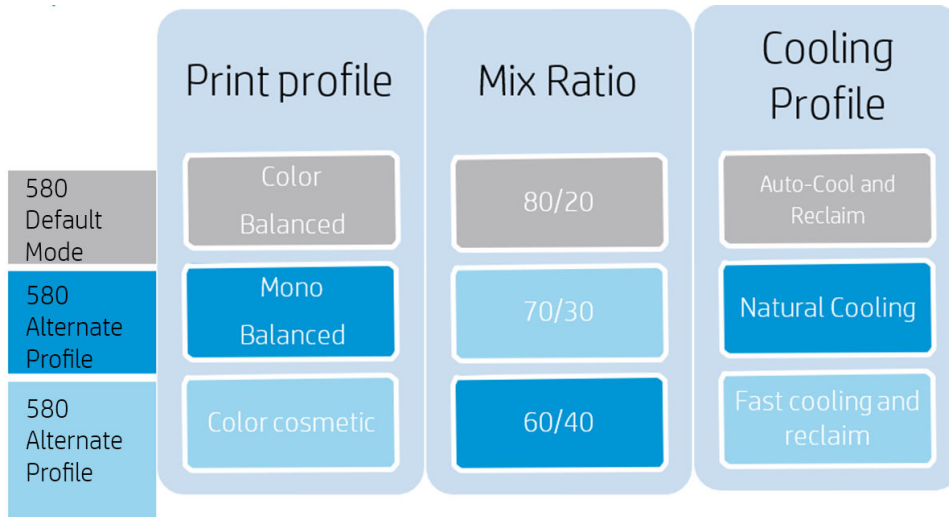 Print profile
Mix Ratio
Cooling
Profile
580
Default
Mode
Color
Balanced
80/20
Auto-Cool and
Reclaim
580
Alternate
Profile
Mono
Balanced
70/30
Natural Cooling
580
Alternate
Profile
Color cosmetic
60/40
Fast cooling and
reclaim